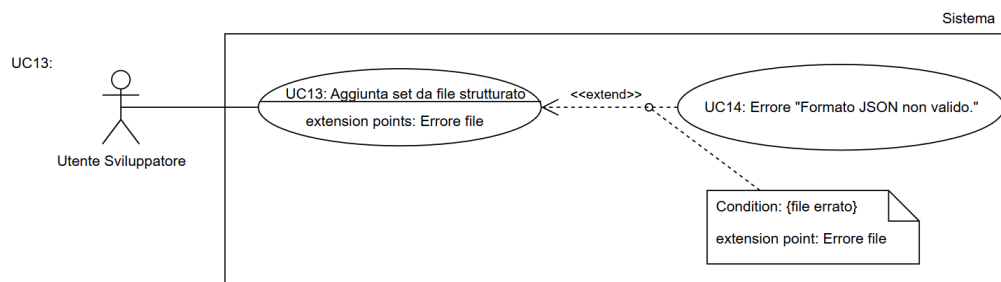 Sistema
UC13:
UC13: Aggiunta set da file strutturato
extension points: Errore file
<<extend>>
UC14: Errore "Formato JSON non valido."
Utente Sviluppatore
Condition: {file errato}
extension point: Errore file